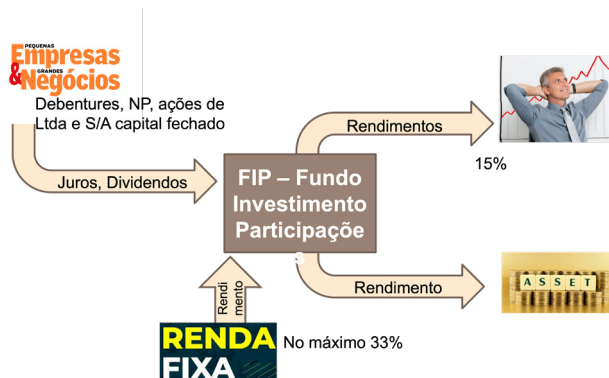 PEQUENAS
Empresas
& GRANDES
Negócios
Debentures, NP, ações de
Ltda e S/A capital fechado
Juros, Dividendos
FIP – Fundo
Investimento
Participaçõe
s
Rendimentos
15%
Rendimento
ASSET
Rendi
mento
RENDA
FIXA
No máximo 33%